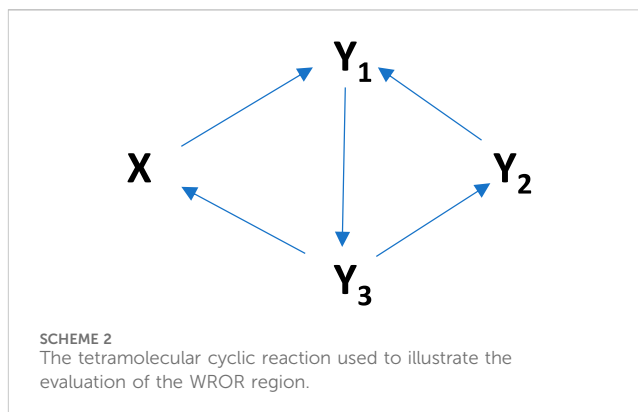 Y₁
X
Y₂
Y₃
SCHEME 2
The tetramolecular cyclic reaction used to illustrate the
evaluation of the WROR region.